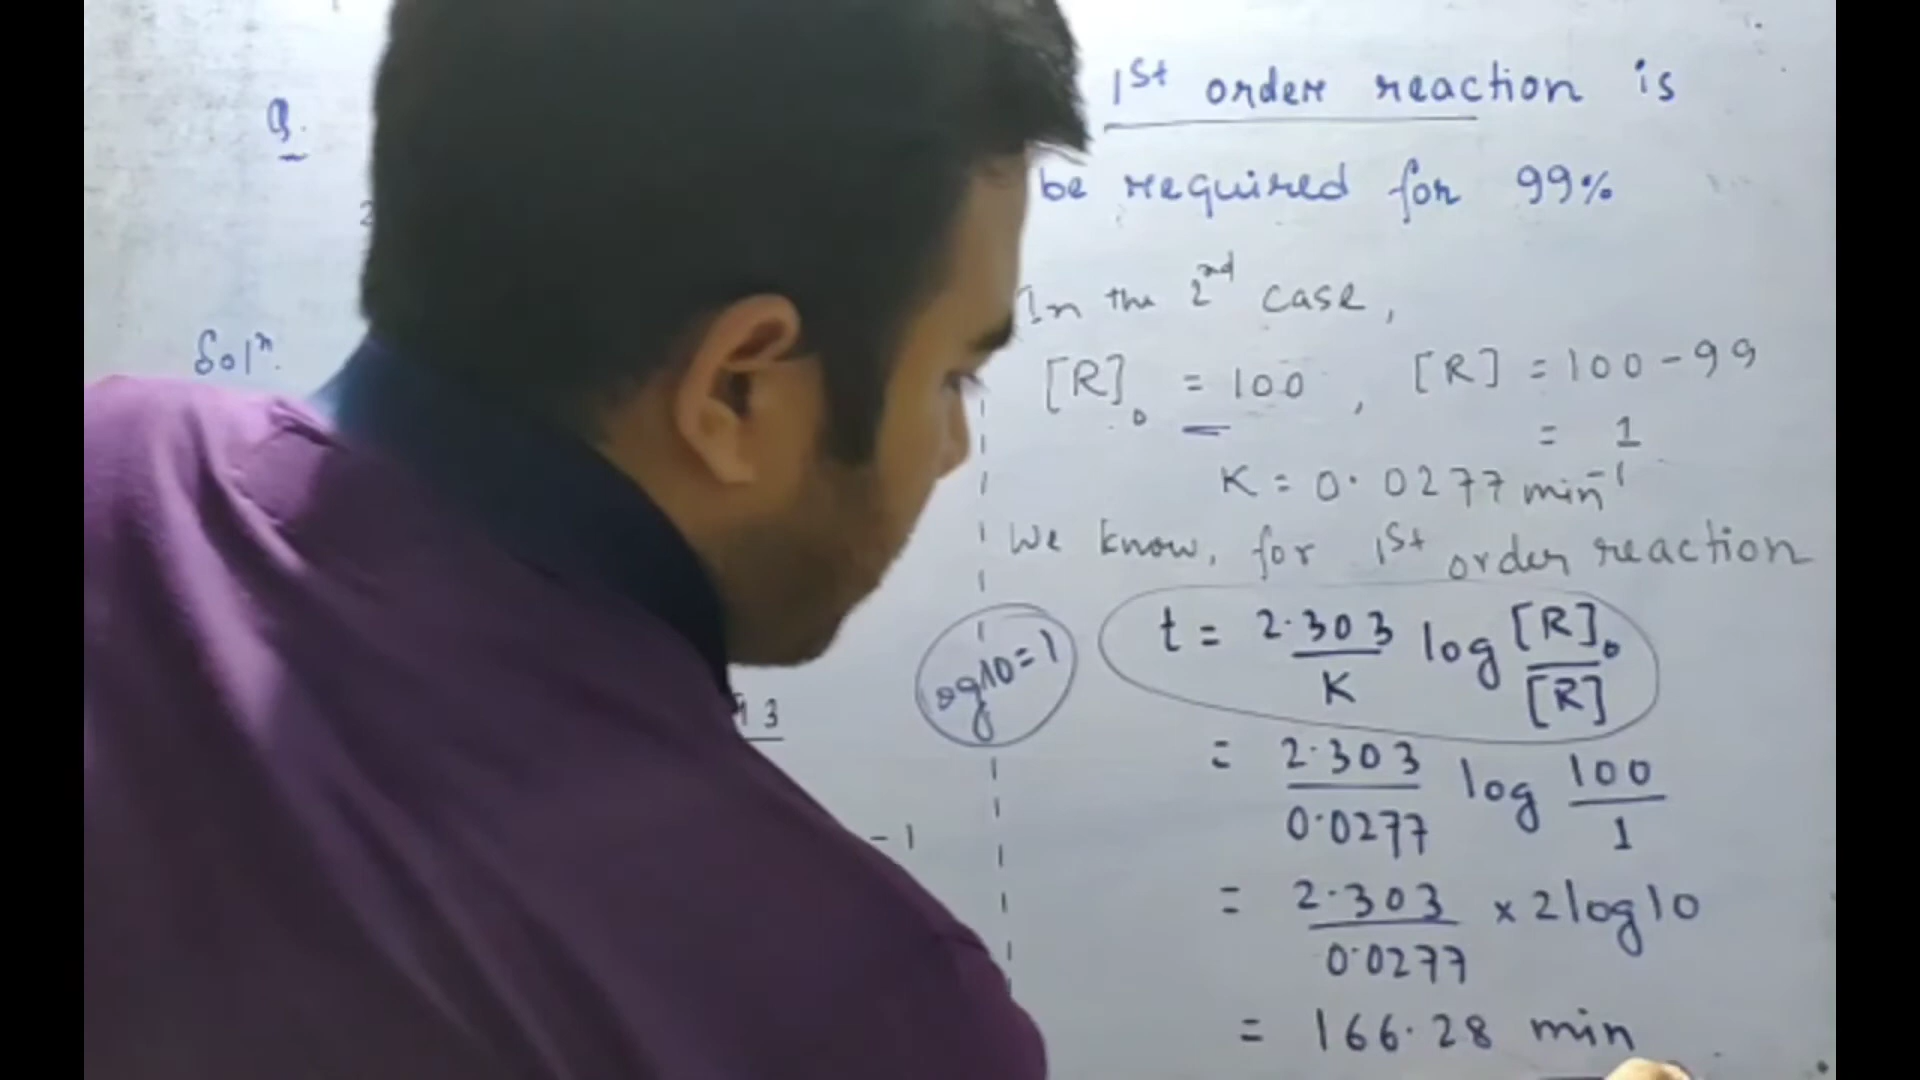 Q.
1st order reaction is
be required for 99%
Solⁿ.
In the 2nd case,
[R]₀ = 100 , [R] = 100 - 99
= 1
K = 0.0277 min⁻¹
We know, for 1st order reaction
log10 = 1
t = 2.303/K log [R]₀/[R]
3
= 2.303/0.0277 log 100/1
-1
= 2.303/0.0277 × 2log10
= 166.28 min